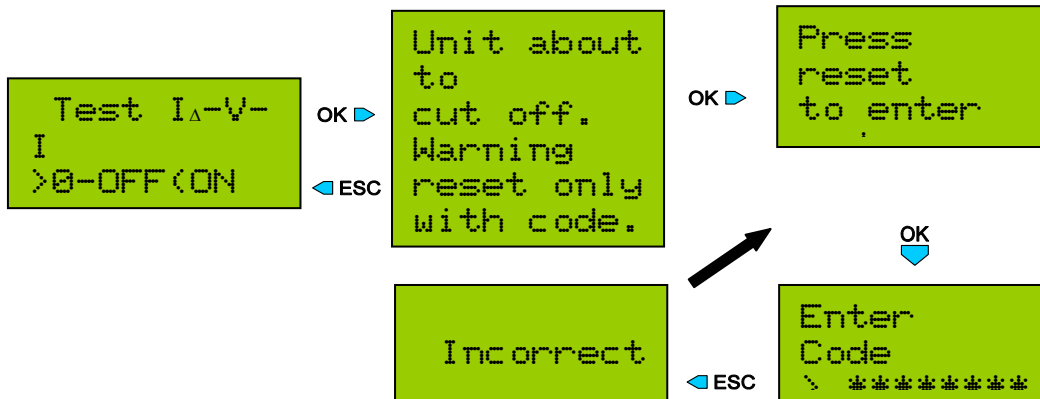 Test I∆-V-
I
>0-OFF(ON
OK
ESC
Unit about
to
cut off.
Warning
reset only
with code.
OK
Press
reset
to enter
OK
Enter
Code
ESC
Incorrect